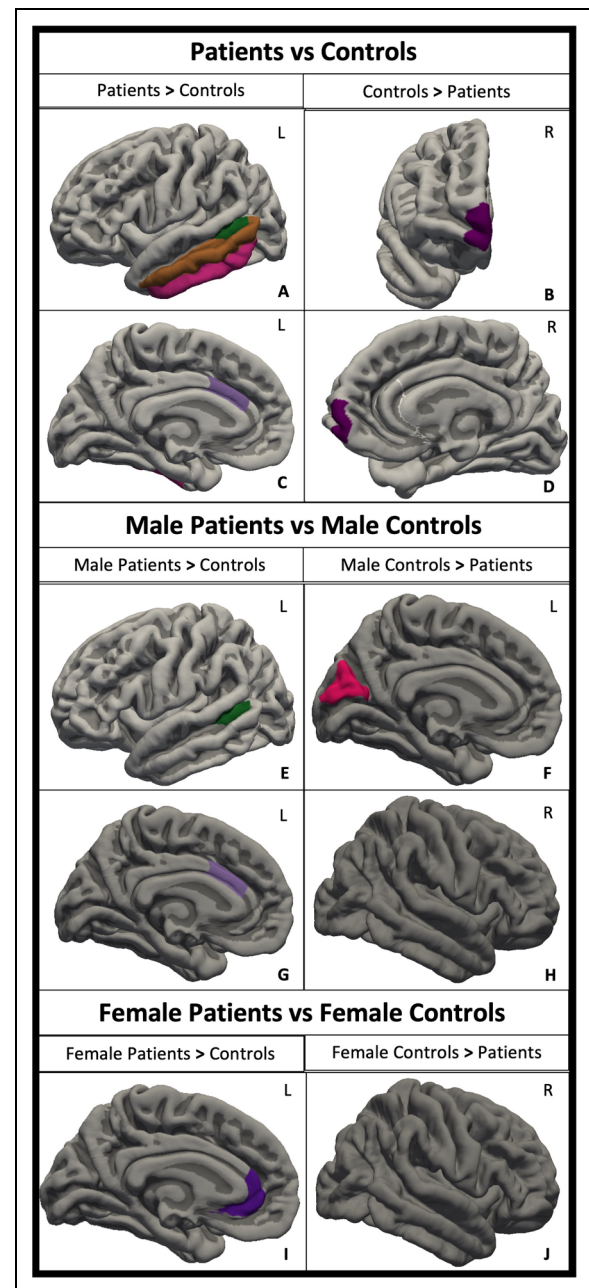 Patients vs Controls
Patients > Controls
Controls > Patients
L
R
A
B
L
R
C
D
Male Patients vs Male Controls
Male Patients > Controls
Male Controls > Patients
L
L
E
F
L
R
G
H
Female Patients vs Female Controls
Female Patients > Controls
Female Controls > Patients
L
R
I
J